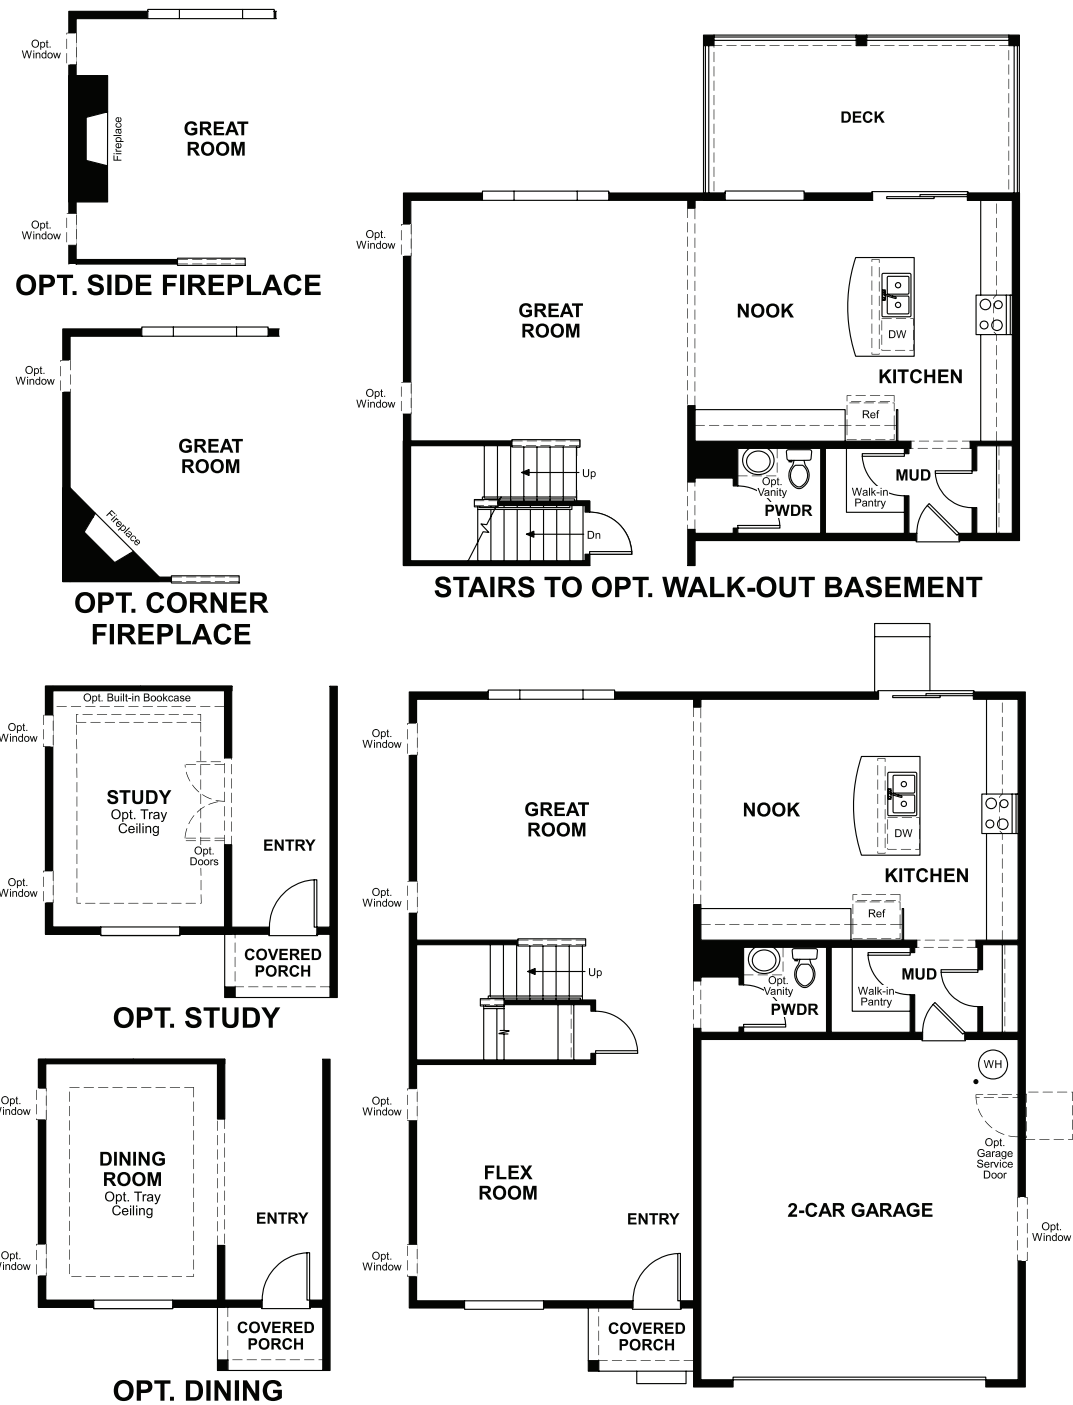 Opt.
Window
GREAT
ROOM
Fireplace
Opt.
Window
OPT. SIDE FIREPLACE
Opt.
Window
GREAT
ROOM
Fireplace
OPT. CORNER
FIREPLACE
DECK
Opt.
Window
GREAT
ROOM
NOOK
DW
KITCHEN
Opt.
Window
Ref
Up
Opt.
Vanity
PWDR
Walk-in
Pantry
MUD
Dn
STAIRS TO OPT. WALK-OUT BASEMENT
Opt. Built-in Bookcase
Opt.
Window
STUDY
Opt. Tray
Ceiling
Opt.
Doors
ENTRY
Opt.
Window
COVERED
PORCH
OPT. STUDY
Opt.
Window
DINING
ROOM
Opt. Tray
Ceiling
ENTRY
Opt.
Window
COVERED
PORCH
OPT. DINING
Opt.
Window
GREAT
ROOM
NOOK
DW
KITCHEN
Opt.
Window
Ref
Up
Opt.
Vanity
PWDR
Walk-in
Pantry
MUD
WH
Opt.
Window
Opt.
Garage
Service
Door
FLEX
ROOM
2-CAR GARAGE
ENTRY
Opt.
Window
Opt.
Window
COVERED
PORCH